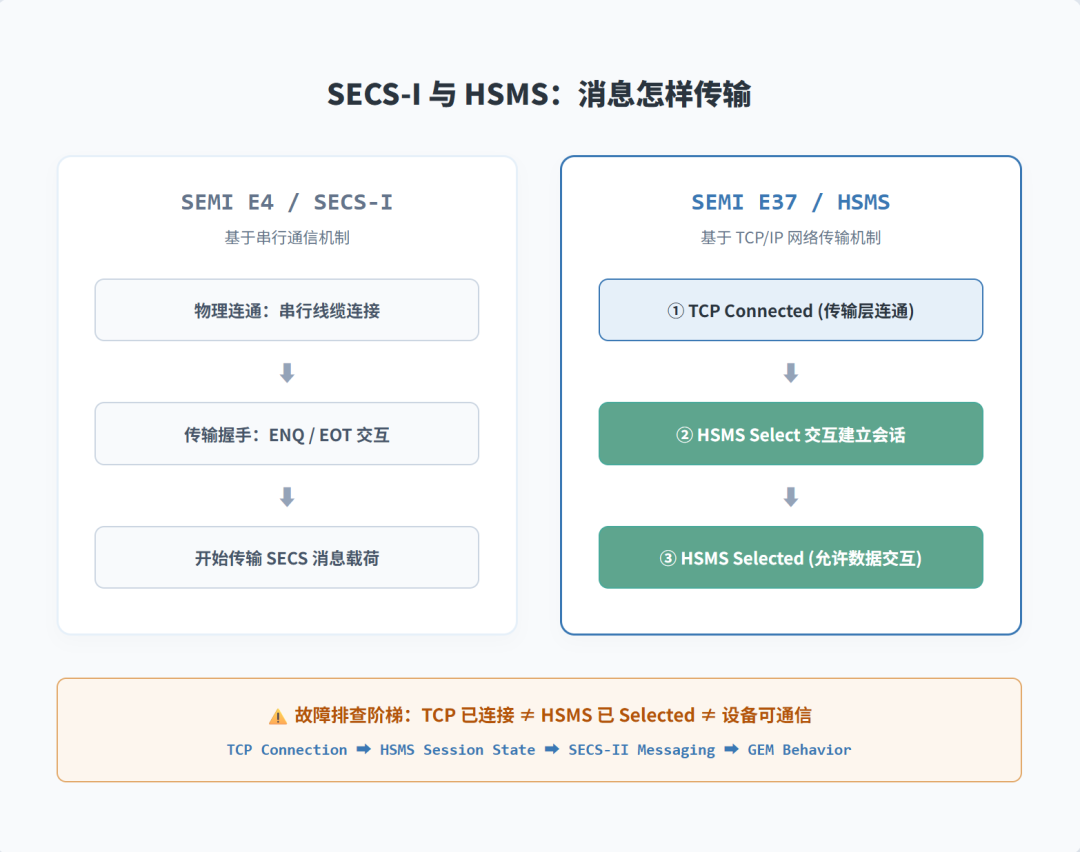 SECS-I 与 HSMS：消息怎样传输
SEMI E4 / SECS-I
基于串行通信机制
物理连通：串行线缆连接
⬇
传输握手：ENQ / EOT 交互
⬇
开始传输 SECS 消息载荷
SEMI E37 / HSMS
基于 TCP/IP 网络传输机制
① TCP Connected (传输层连通)
⬇
② HSMS Select 交互建立会话
⬇
③ HSMS Selected (允许数据交互)
⚠️ 故障排查阶梯：TCP 已连接 ≠ HSMS 已 Selected ≠ 设备可通信
TCP Connection ➡ HSMS Session State ➡ SECS-II Messaging ➡ GEM Behavior